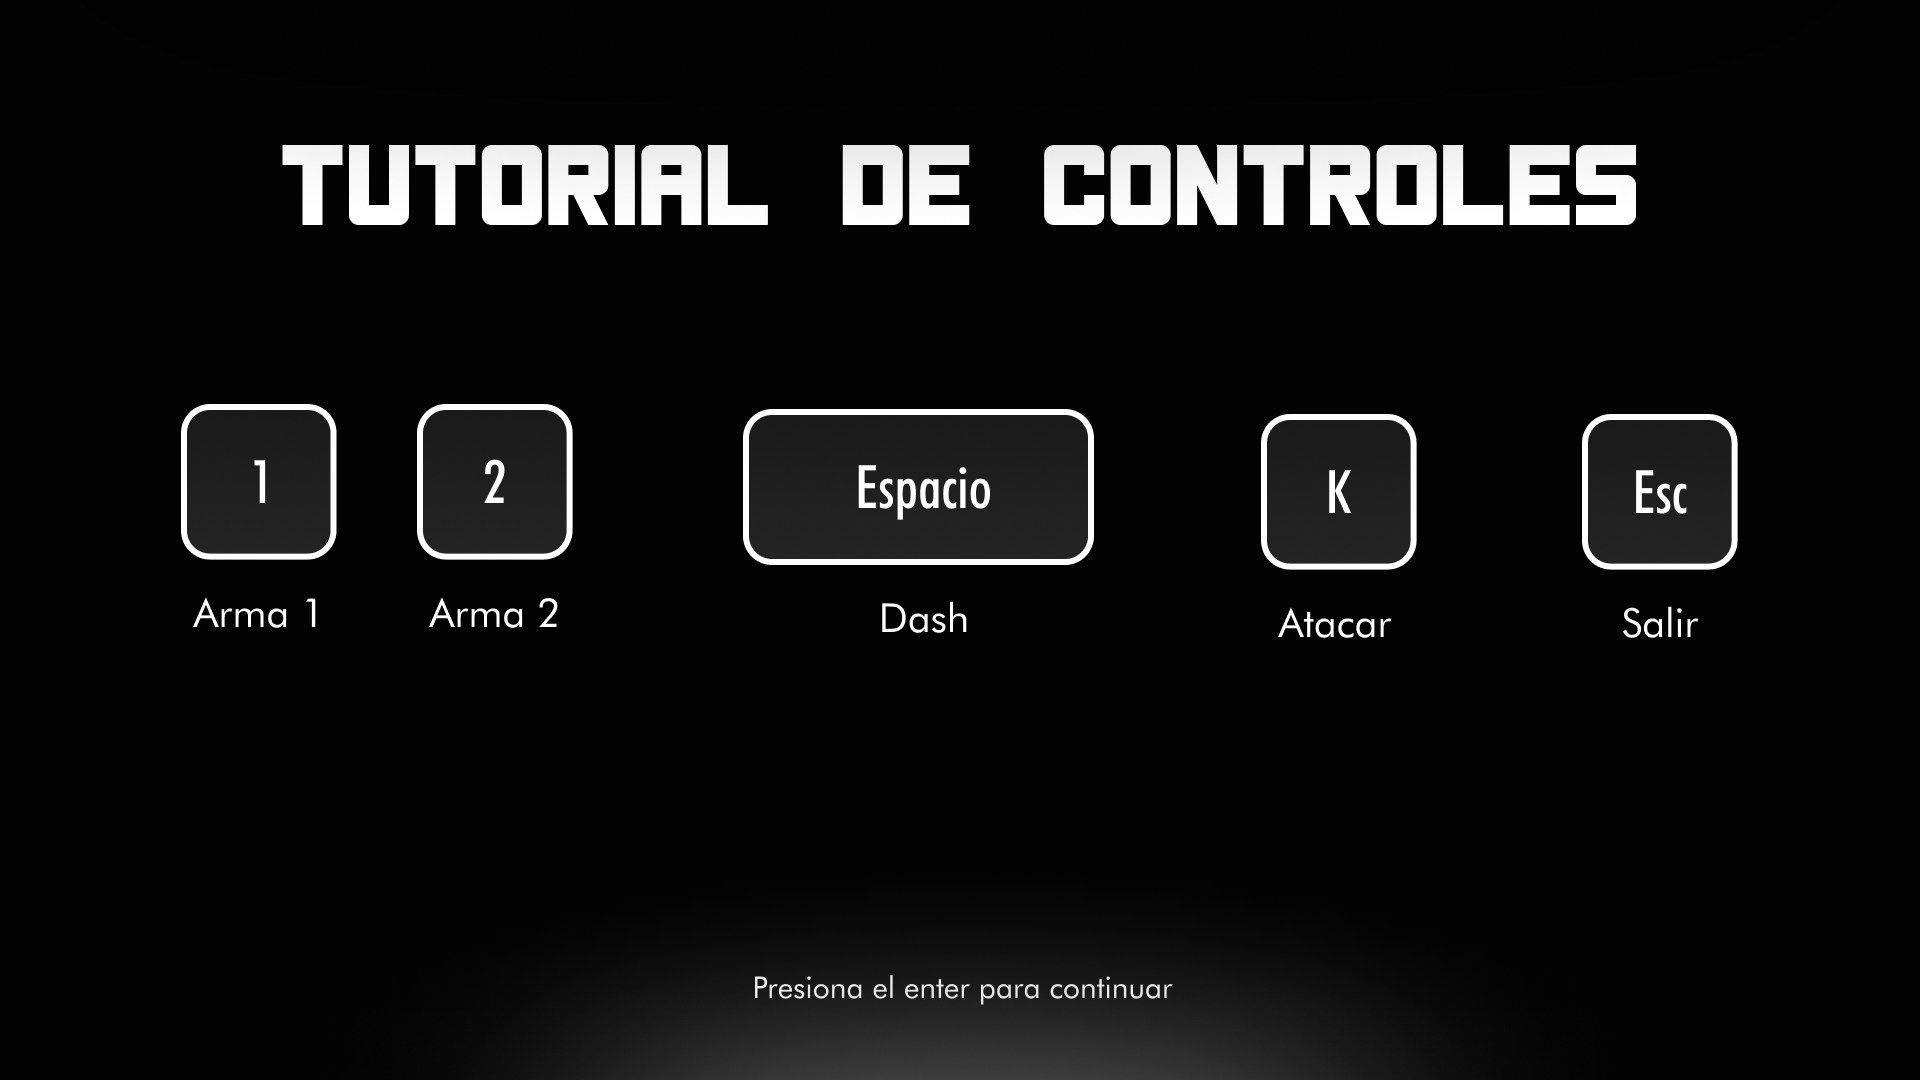 TUTORIAL DE CONTROLES
1 2 Espacio K Esc
Arma 1 Arma 2 Dash Atacar Salir
Presiona el enter para continuar